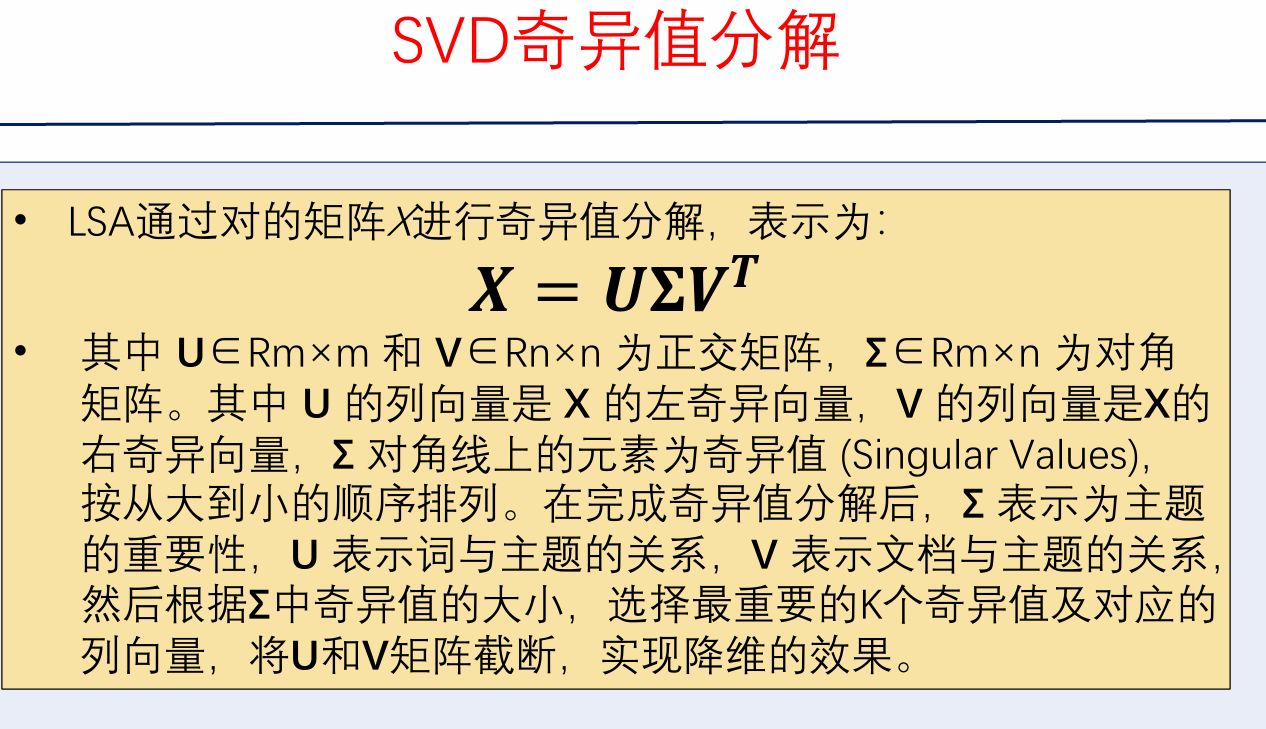 SVD奇异值分解
• LSA通过对的矩阵X进行奇异值分解，表示为：
X = UΣVᵀ
• 其中 U∈Rm×m 和 V∈Rn×n 为正交矩阵，Σ∈Rm×n 为对角
矩阵。其中 U 的列向量是 X 的左奇异向量，V 的列向量是X的
右奇异向量，Σ 对角线上的元素为奇异值 (Singular Values)，
按从大到小的顺序排列。在完成奇异值分解后，Σ 表示为主题
的重要性，U 表示词与主题的关系，V 表示文档与主题的关系，
然后根据Σ中奇异值的大小，选择最重要的K个奇异值及对应的
列向量，将U和V矩阵截断，实现降维的效果。